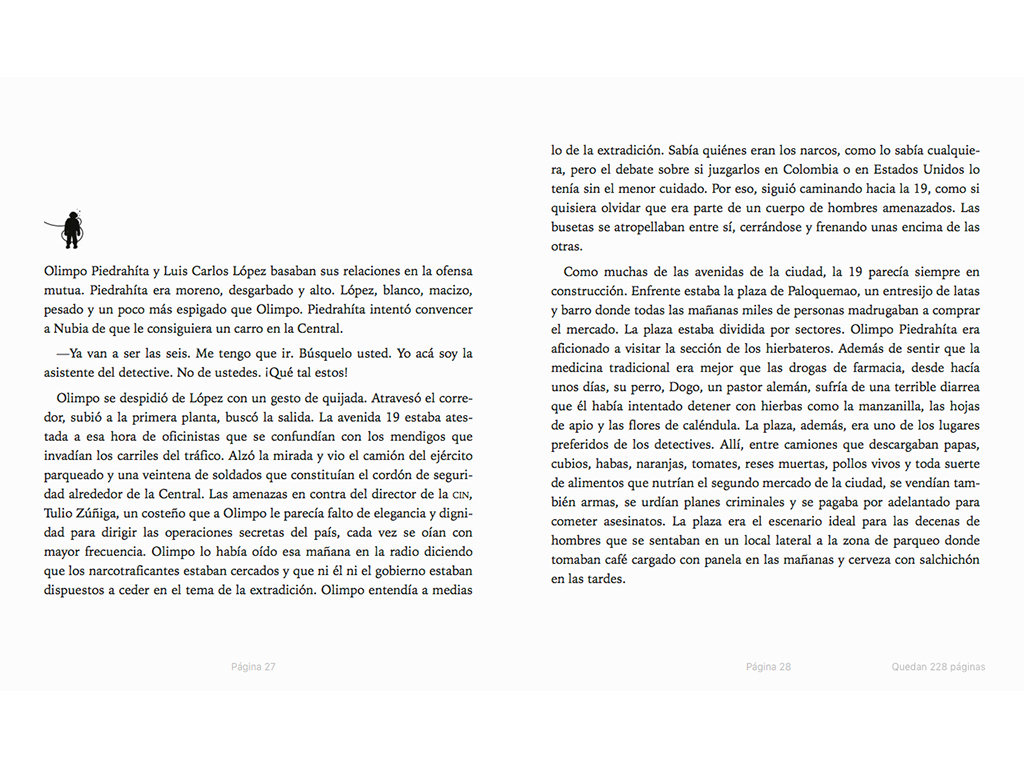 Olimpo Piedrahíta y Luis Carlos López basaban sus relaciones en la ofensa
mutua. Piedrahíta era moreno, desgarbado y alto. López, blanco, macizo,
pesado y un poco más espigado que Olimpo. Piedrahíta intentó convencer
a Nubia de que le consiguiera un carro en la Central.
—Ya van a ser las seis. Me tengo que ir. Búsquelo usted. Yo acá soy la
asistente del detective. No de ustedes. ¡Qué tal estos!
Olimpo se despidió de López con un gesto de quijada. Atravesó el corre-
dor, subió a la primera planta, buscó la salida. La avenida 19 estaba ates-
tada a esa hora de oficinistas que se confundían con los mendigos que
invadían los carriles del tráfico. Alzó la mirada y vio el camión del ejército
parqueado y una veintena de soldados que constituían el cordón de seguri-
dad alrededor de la Central. Las amenazas en contra del director de la CIN,
Tulio Zúñiga, un costeño que a Olimpo le parecía falto de elegancia y digni-
dad para dirigir las operaciones secretas del país, cada vez se oían con
mayor frecuencia. Olimpo lo había oído esa mañana en la radio diciendo
que los narcotraficantes estaban cercados y que ni él ni el gobierno estaban
dispuestos a ceder en el tema de la extradición. Olimpo entendía a medias
Página 27
lo de la extradición. Sabía quiénes eran los narcos, como lo sabía cualquie-
ra, pero el debate sobre si juzgarlos en Colombia o en Estados Unidos lo
tenía sin el menor cuidado. Por eso, siguió caminando hacia la 19, como si
quisiera olvidar que era parte de un cuerpo de hombres amenazados. Las
busetas se atropellaban entre sí, cerrándose y frenando unas encima de las
otras.
Como muchas de las avenidas de la ciudad, la 19 parecía siempre en
construcción. Enfrente estaba la plaza de Paloquemao, un entresijo de latas
y barro donde todas las mañanas miles de personas madrugaban a comprar
el mercado. La plaza estaba dividida por sectores. Olimpo Piedrahíta era
aficionado a visitar la sección de los hierbateros. Además de sentir que la
medicina tradicional era mejor que las drogas de farmacia, desde hacía
unos días, su perro, Dogo, un pastor alemán, sufría de una terrible diarrea
que él había intentado detener con hierbas como la manzanilla, las hojas
de apio y las flores de caléndula. La plaza, además, era uno de los lugares
preferidos de los detectives. Allí, entre camiones que descargaban papas,
cubios, habas, naranjas, tomates, reses muertas, pollos vivos y toda suerte
de alimentos que nutrían el segundo mercado de la ciudad, se vendían tam-
bién armas, se urdían planes criminales y se pagaba por adelantado para
cometer asesinatos. La plaza era el escenario ideal para las decenas de
hombres que se sentaban en un local lateral a la zona de parqueo donde
tomaban café cargado con panela en las mañanas y cerveza con salchichón
en las tardes.
Página 28
Quedan 228 páginas